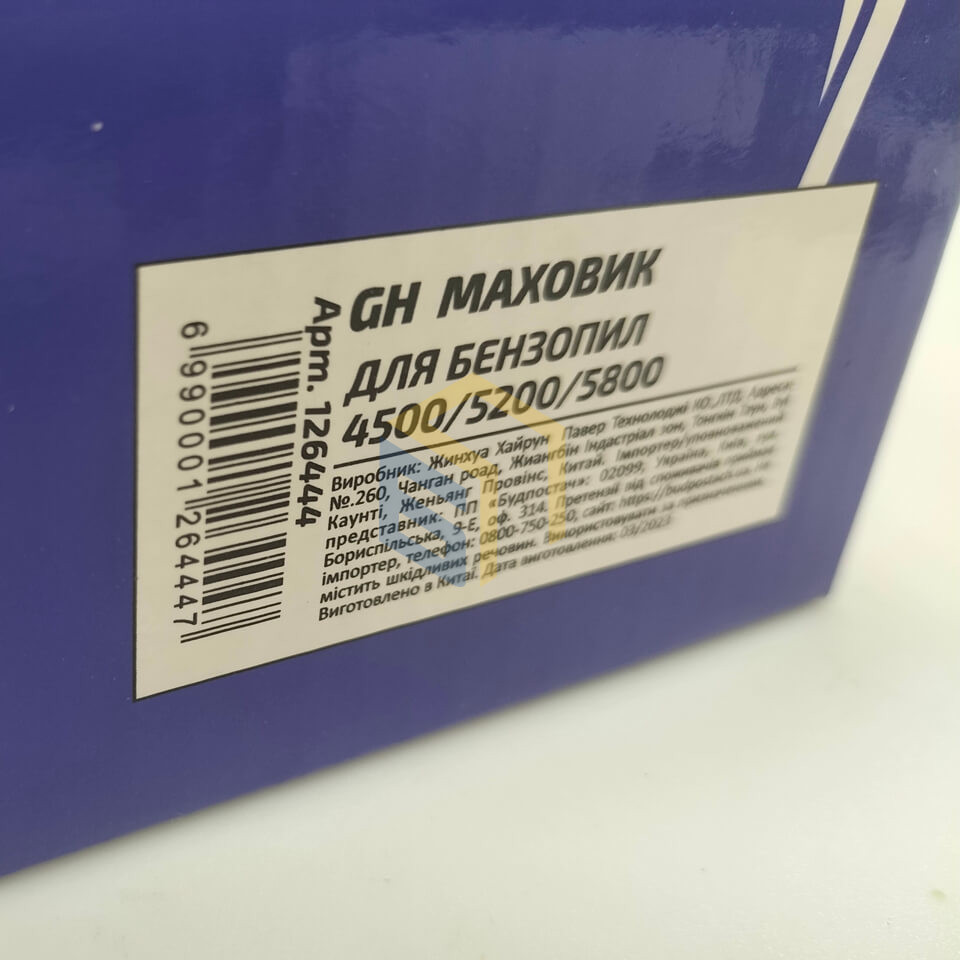 GH МАХОВИК
ДЛЯ БЕНЗОПИЛ
4500/5200/5800
Арт. 126444
6 990001 264447
Виробник: Жинхуа Хайрун Павер Технолоджі КО.,ЛТД, Адреса:
№.260, Чанган роад, Жиангбін Індастріал зон, Тонгкін Таун,
Каунті, Женьянг Провінс, Китай, Імпортер/уповноважений
представник: ПП «Будпостач»: 02099, Україна, Київ, вул.
Бориспільська, 9-Е, оф. 314. Претензії від споживачів приймає
імпортер, телефон: 0800-750-250, сайт: https://budpostach.ua. Не
містить шкідливих речовин. Використовувати за призначенням.
Виготовлено в Китаї. Дата виготовлення: 03/2023